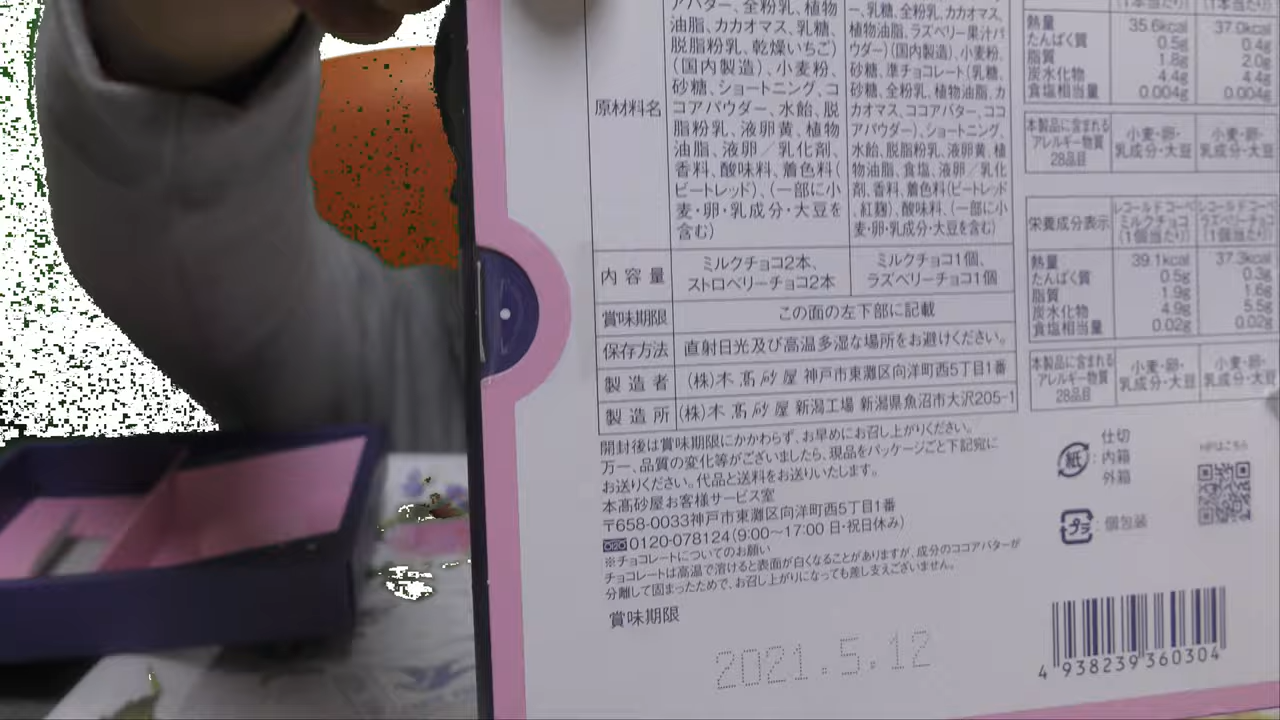 アバター、全粉乳、植物
油脂、カカオマス、乳糖、
脱脂粉乳、乾燥いちご)
(国内製造)、小麦粉、
砂糖、ショートニング、コ
コアパウダー、水飴、脱
脂粉乳、液卵黄、植物
油脂、液卵/乳化剤、
香料、酸味料、着色料(
ビートレッド)、(一部に小
麦・卵・乳成分・大豆を
含む)
ー、乳糖、全粉乳、カカオマス、
植物油脂、ラズベリー果汁パ
ウダー)(国内製造)、小麦粉、
砂糖、準チョコレート(乳糖、
砂糖、全粉乳、植物油脂、カ
カオマス、ココアバター、ココ
アパウダー)、ショートニング、
水飴、脱脂粉乳、液卵黄、植
物油脂、食塩、液卵/乳化
剤、香料、着色料(ビートレッド
、紅麹)、酸味料、(一部に小
麦・卵・乳成分・大豆を含む)
原材料名
内容量
ミルクチョコ2本、
ストロベリーチョコ2本
ミルクチョコ1個、
ラズベリーチョコ1個
賞味期限 この面の左下部に記載
保存方法 直射日光及び高温多湿な場所をお避けください。
製造者 (株)本髙砂屋 神戸市東灘区向洋町西5丁目1番
製造所 (株)本髙砂屋 新潟工場 新潟県魚沼市大沢205-1
開封後は賞味期限にかかわらず、お早めにお召し上がりください。
万一、品質の変化等がございましたら、現品をパッケージごと下記宛に
お送りください。代品と送料をお送りいたします。
本髙砂屋お客様サービス室
〒658-0033神戸市東灘区向洋町西5丁目1番
0120-078124(9:00~17:00 日・祝日休み)
※チョコレートについてのお願い
チョコレートは高温で溶けると表面が白くなることがありますが、成分のココアバターが
分離して固まったためで、お召し上がりになっても差し支えございません。
賞味期限
2021.5.12
(1本当たり) (1本当たり)
熱量 35.6kcal 37.0kcal
たんぱく質 0.5g 0.4g
脂質 1.8g 2.0g
炭水化物 4.4g 4.4g
食塩相当量 0.004g 0.004g
本製品に含まれる
アレルギー物質
28品目
小麦・卵・
乳成分・大豆
小麦・卵・
乳成分・大豆
栄養成分表示
ミルクチョコ
(1個当たり)
(1個当たり)
熱量 39.1kcal 37.3kcal
たんぱく質 0.5g 0.3g
脂質 1.9g 1.6g
炭水化物 4.9g 5.5g
食塩相当量 0.02g 0.02g
本製品に含まれる
アレルギー物質
28品目
小麦・卵・
乳成分・大豆
小麦・卵・
乳成分・大豆
紙 : 仕切
内箱
外箱
プラ : 個包装
HPはこちら
4 938239 360304